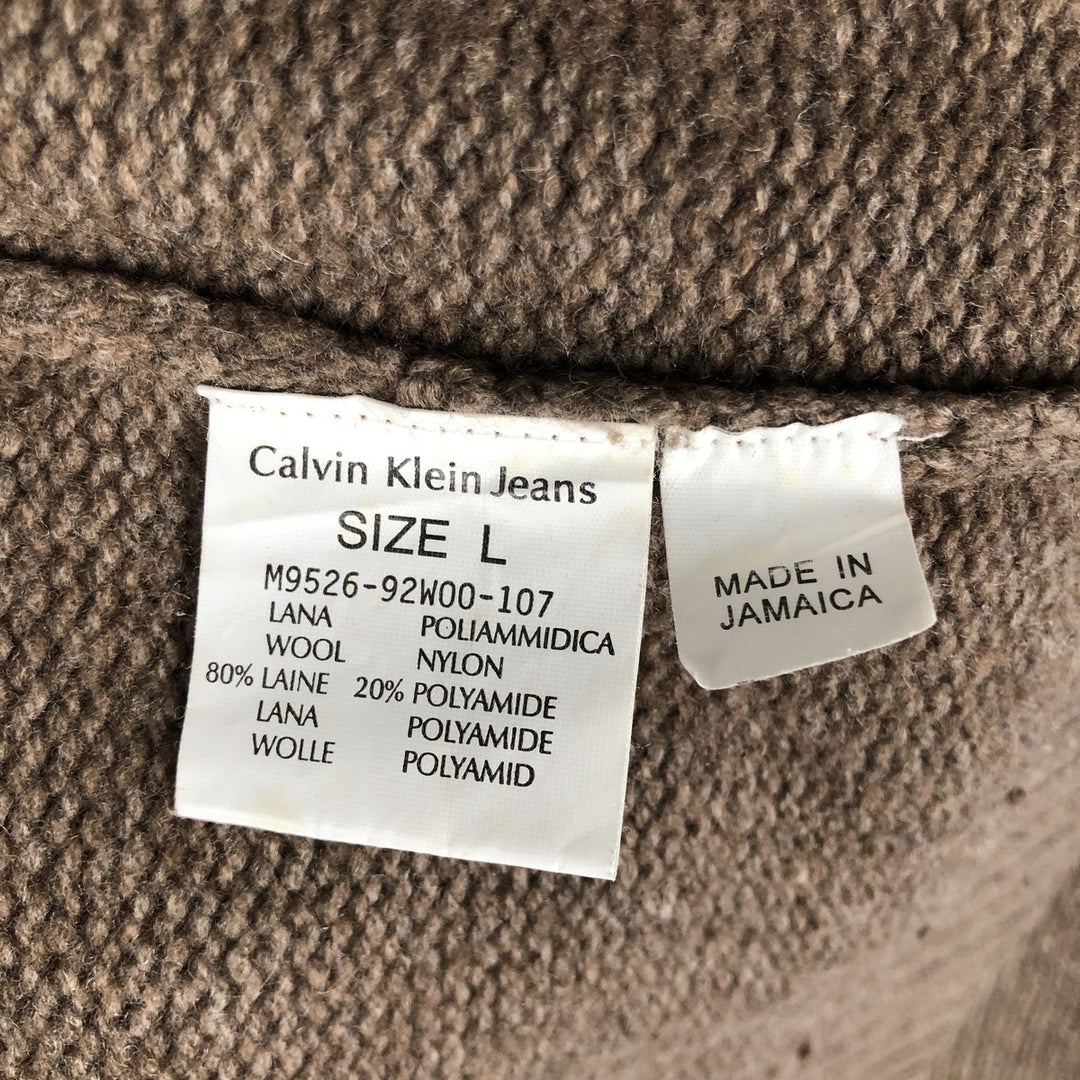 Calvin Klein Jeans
SIZE L
M9526-92W00-107
LANA POLIAMMIDICA
WOOL NYLON
80% LAINE 20% POLYAMIDE
LANA POLYAMIDE
WOLLE POLYAMID
MADE IN
JAMAICA